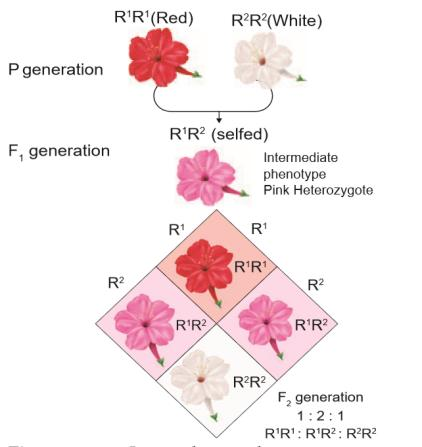 R¹R¹(Red)
R²R²(White)
P generation
R¹R² (selfed)
F₁ generation
Intermediate
phenotype
Pink Heterozygote
R¹
R¹
R¹R¹
R²
R²
R¹R²
R¹R²
R²R²
F₂ generation
1 : 2 : 1
R¹R¹ : R¹R² : R²R²